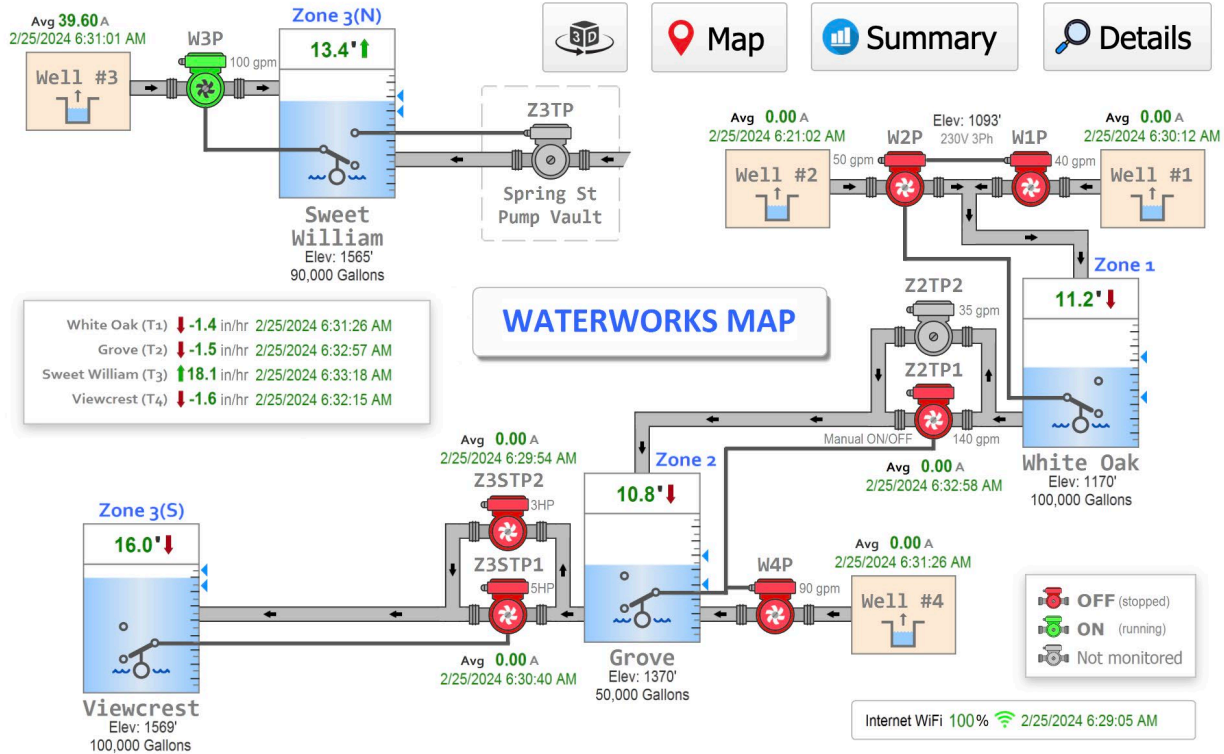 Avg 39.60 A
2/25/2024 6:31:01 AM
Well #3
W3P
100 gpm
Zone 3(N)
13.4'
Sweet
William
Elev: 1565'
90,000 Gallons
Z3TP
Spring St
Pump Vault
3D
Map
Summary
Details
Avg 0.00 A
2/25/2024 6:21:02 AM
Well #2
50 gpm
W2P
Elev: 1093'
230V 3Ph
W1P
40 gpm
Avg 0.00 A
2/25/2024 6:30:12 AM
Well #1
Zone 1
11.2'
White Oak
Elev: 1170'
100,000 Gallons
White Oak (T1) -1.4 in/hr 2/25/2024 6:31:26 AM
Grove (T2) -1.5 in/hr 2/25/2024 6:32:57 AM
Sweet William (T3) 18.1 in/hr 2/25/2024 6:33:18 AM
Viewcrest (T4) -1.6 in/hr 2/25/2024 6:32:15 AM
WATERWORKS MAP
Z2TP2
35 gpm
Z2TP1
Manual ON/OFF
140 gpm
Avg 0.00 A
2/25/2024 6:32:58 AM
Avg 0.00 A
2/25/2024 6:29:54 AM
Z3STP2
3HP
Z3STP1
5HP
Avg 0.00 A
2/25/2024 6:30:40 AM
Zone 2
10.8'
Grove
Elev: 1370'
50,000 Gallons
Zone 3(S)
16.0'
Viewcrest
Elev: 1569'
100,000 Gallons
W4P
90 gpm
Avg 0.00 A
2/25/2024 6:31:26 AM
Well #4
OFF (stopped)
ON (running)
Not monitored
Internet WiFi 100% 2/25/2024 6:29:05 AM